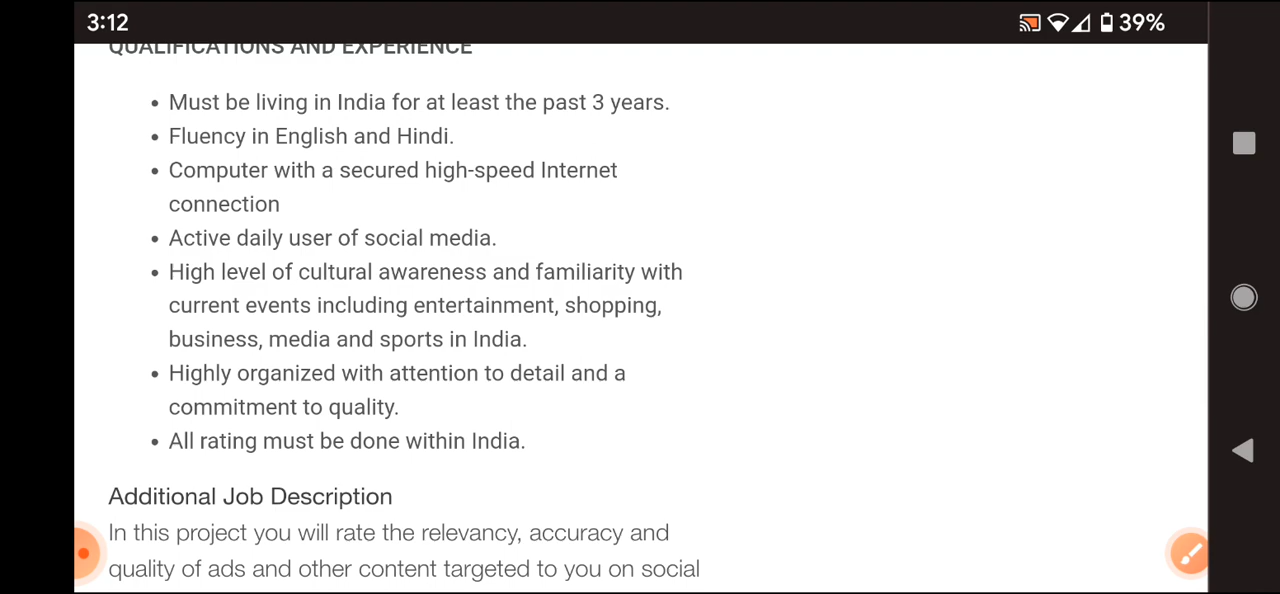 3:12
39%
QUALIFICATIONS AND EXPERIENCE
• Must be living in India for at least the past 3 years.
• Fluency in English and Hindi.
• Computer with a secured high-speed Internet
connection
• Active daily user of social media.
• High level of cultural awareness and familiarity with
current events including entertainment, shopping,
business, media and sports in India.
• Highly organized with attention to detail and a
commitment to quality.
• All rating must be done within India.
Additional Job Description
In this project you will rate the relevancy, accuracy and
quality of ads and other content targeted to you on social